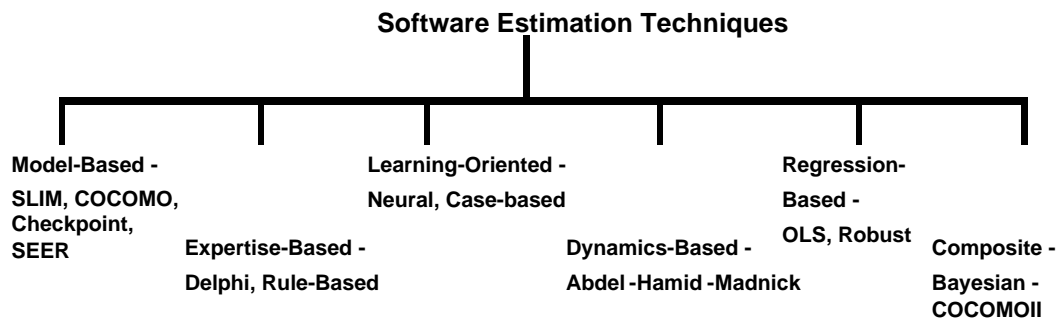 Software Estimation Techniques
Model-Based -
SLIM, COCOMO,
Checkpoint,
SEER
Expertise-Based -
Delphi, Rule-Based
Learning-Oriented -
Neural, Case-based
Dynamics-Based -
Abdel -Hamid -Madnick
Regression-
Based -
OLS, Robust
Composite -
Bayesian -
COCOMOII